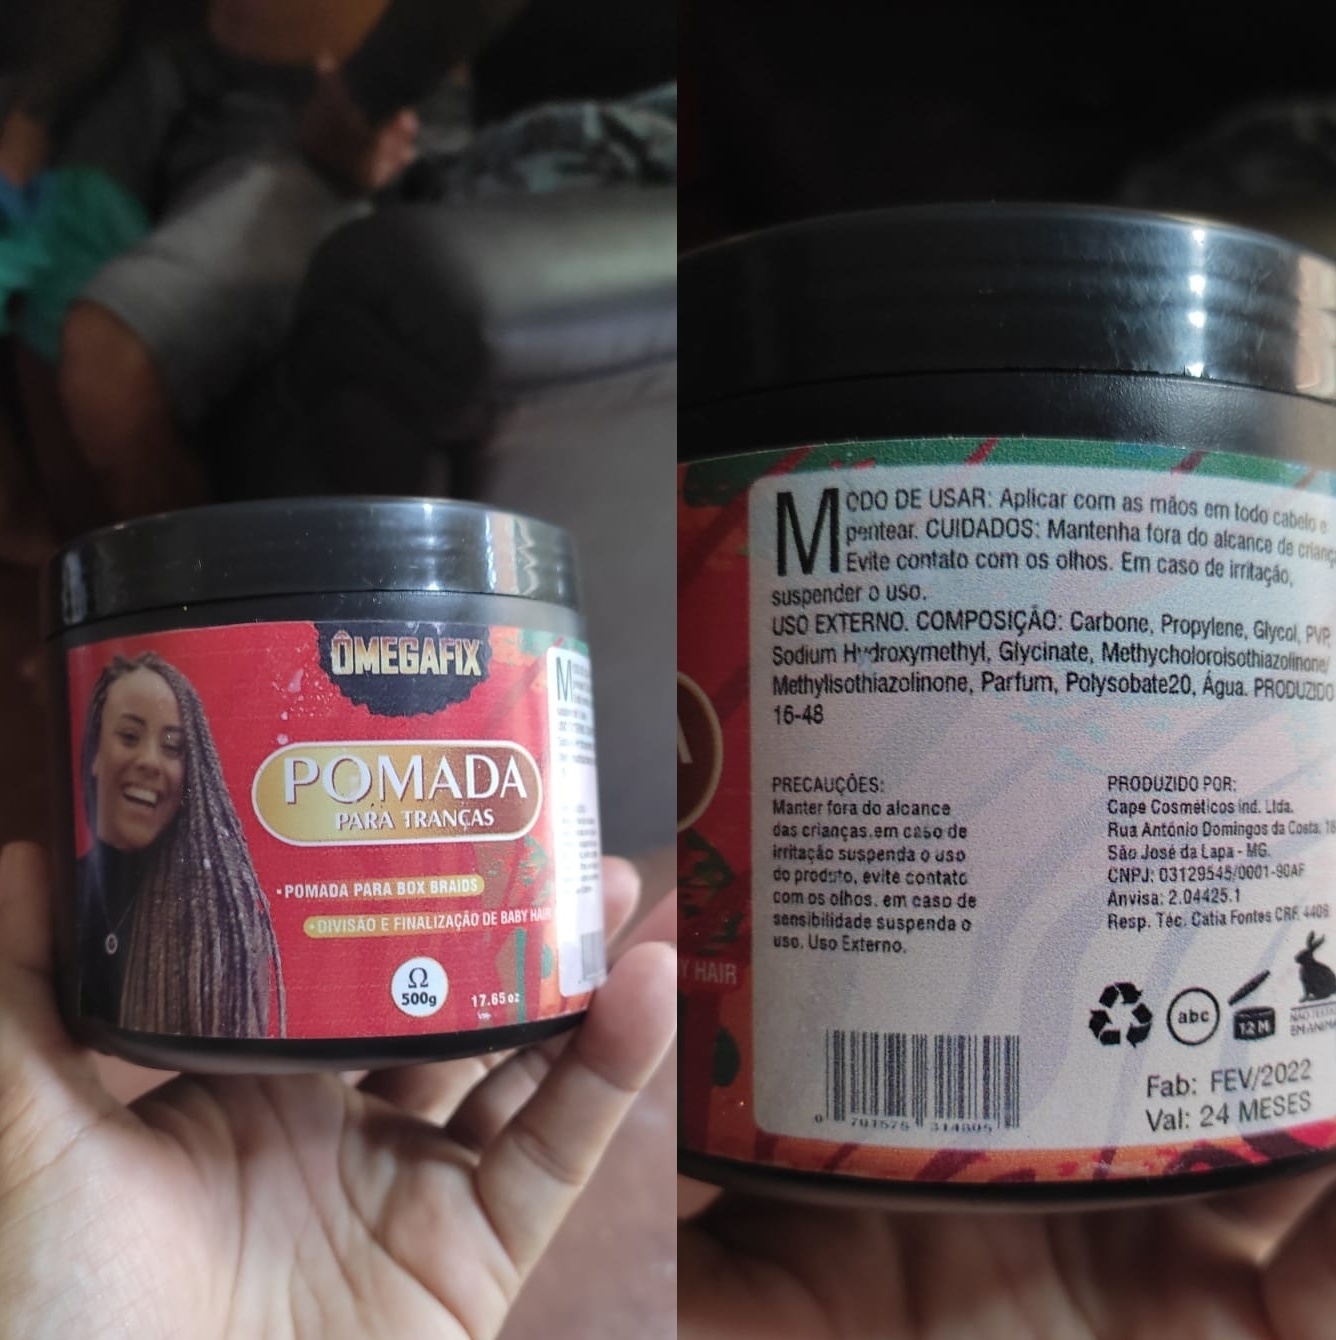 ÔMEGAFIX
POMADA
PARA TRANÇAS
•POMADA PARA BOX BRAIDS
•DIVISÃO E FINALIZAÇÃO DE BABY HAIR
Ω
500g
17.65 oz
MODO DE USAR: Aplicar com as mãos em todo cabelo e
pentear. CUIDADOS: Mantenha fora do alcance de crianç
Evite contato com os olhos. Em caso de irritação,
suspender o uso.
USO EXTERNO. COMPOSIÇÃO: Carbone, Propylene, Glycol, PVP,
Sodium Hydroxymethyl, Glycinate, Methycholoroisothiazolinone/
Methylisothiazolinone, Parfum, Polysobate20, Água. PRODUZIDO
16-48
PRECAUÇÕES:
Manter fora do alcance
das crianças.em caso de
irritação suspenda o uso
do produto, evite contato
com os olhos. em caso de
sensibilidade suspenda o
uso. Uso Externo.
PRODUZIDO POR:
Cape Cosméticos ind. Ltda.
Rua António Domingos da Costa,
São José da Lapa - MG.
CNPJ: 03129545/0001-90AF
Anvisa: 2.04425.1
Resp. Téc. Catia Fontes CRF. 4406
Y HAIR
abc
12 M
Fab: FEV/2022
Val: 24 MESES